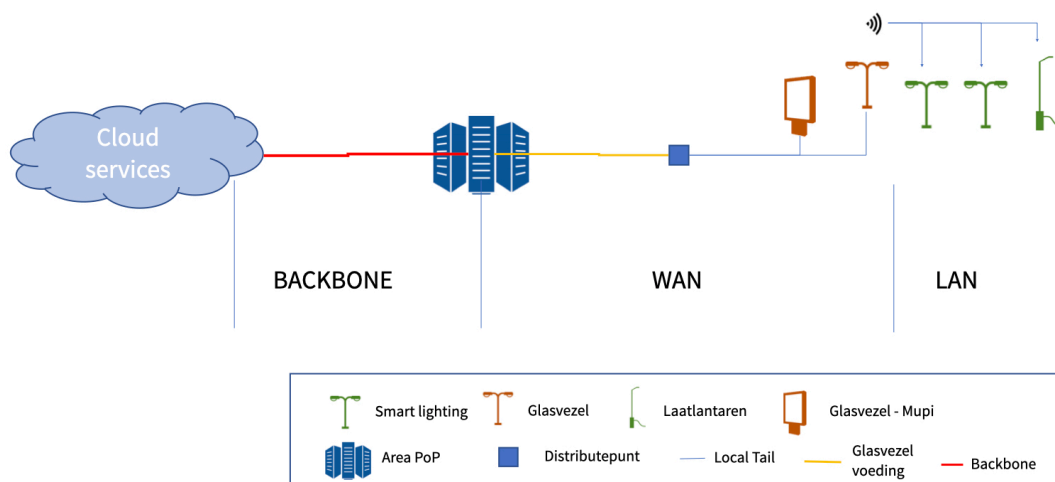 Cloud
services
BACKBONE
WAN
LAN
Smart lighting
Glasvezel
Laatlantaren
Glasvezel - Mupi
Area PoP
Distributepunt
Local Tail
Glasvezel
voeding
Backbone